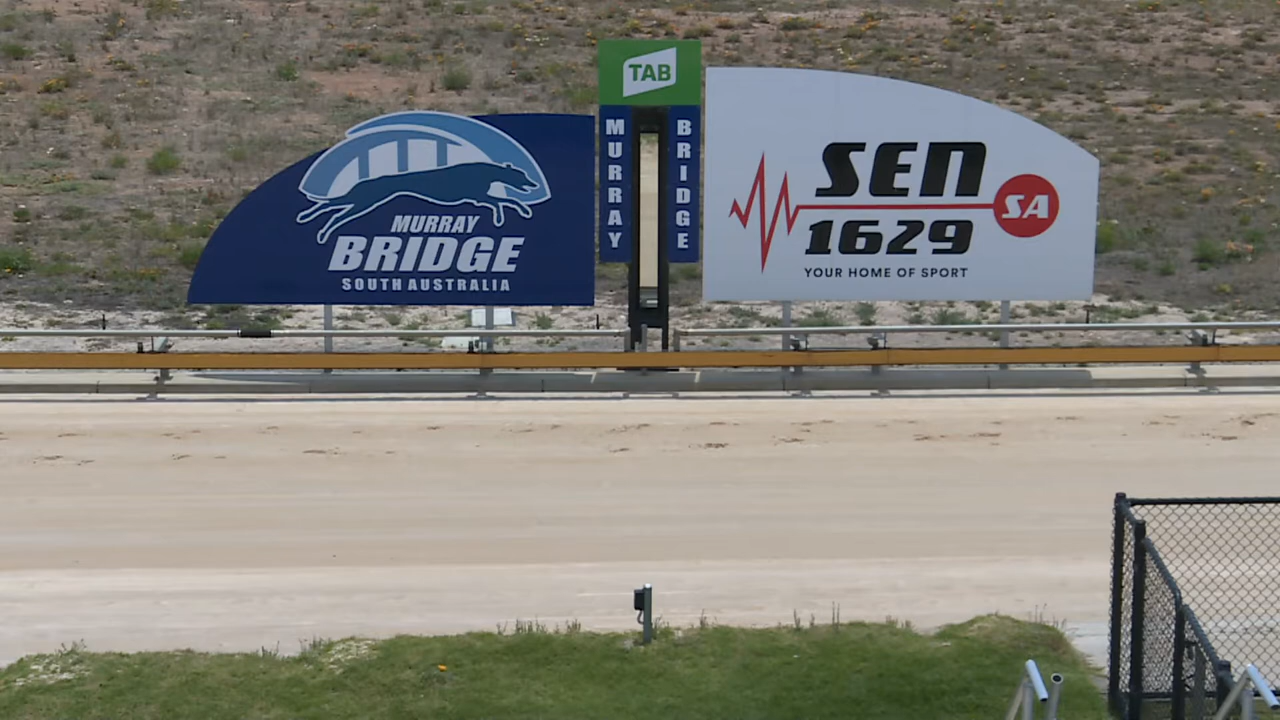 MURRAY
BRIDGE
SOUTH AUSTRALIA
TAB
MURRAY
BRIDGE
SEN
SA
1629
YOUR HOME OF SPORT